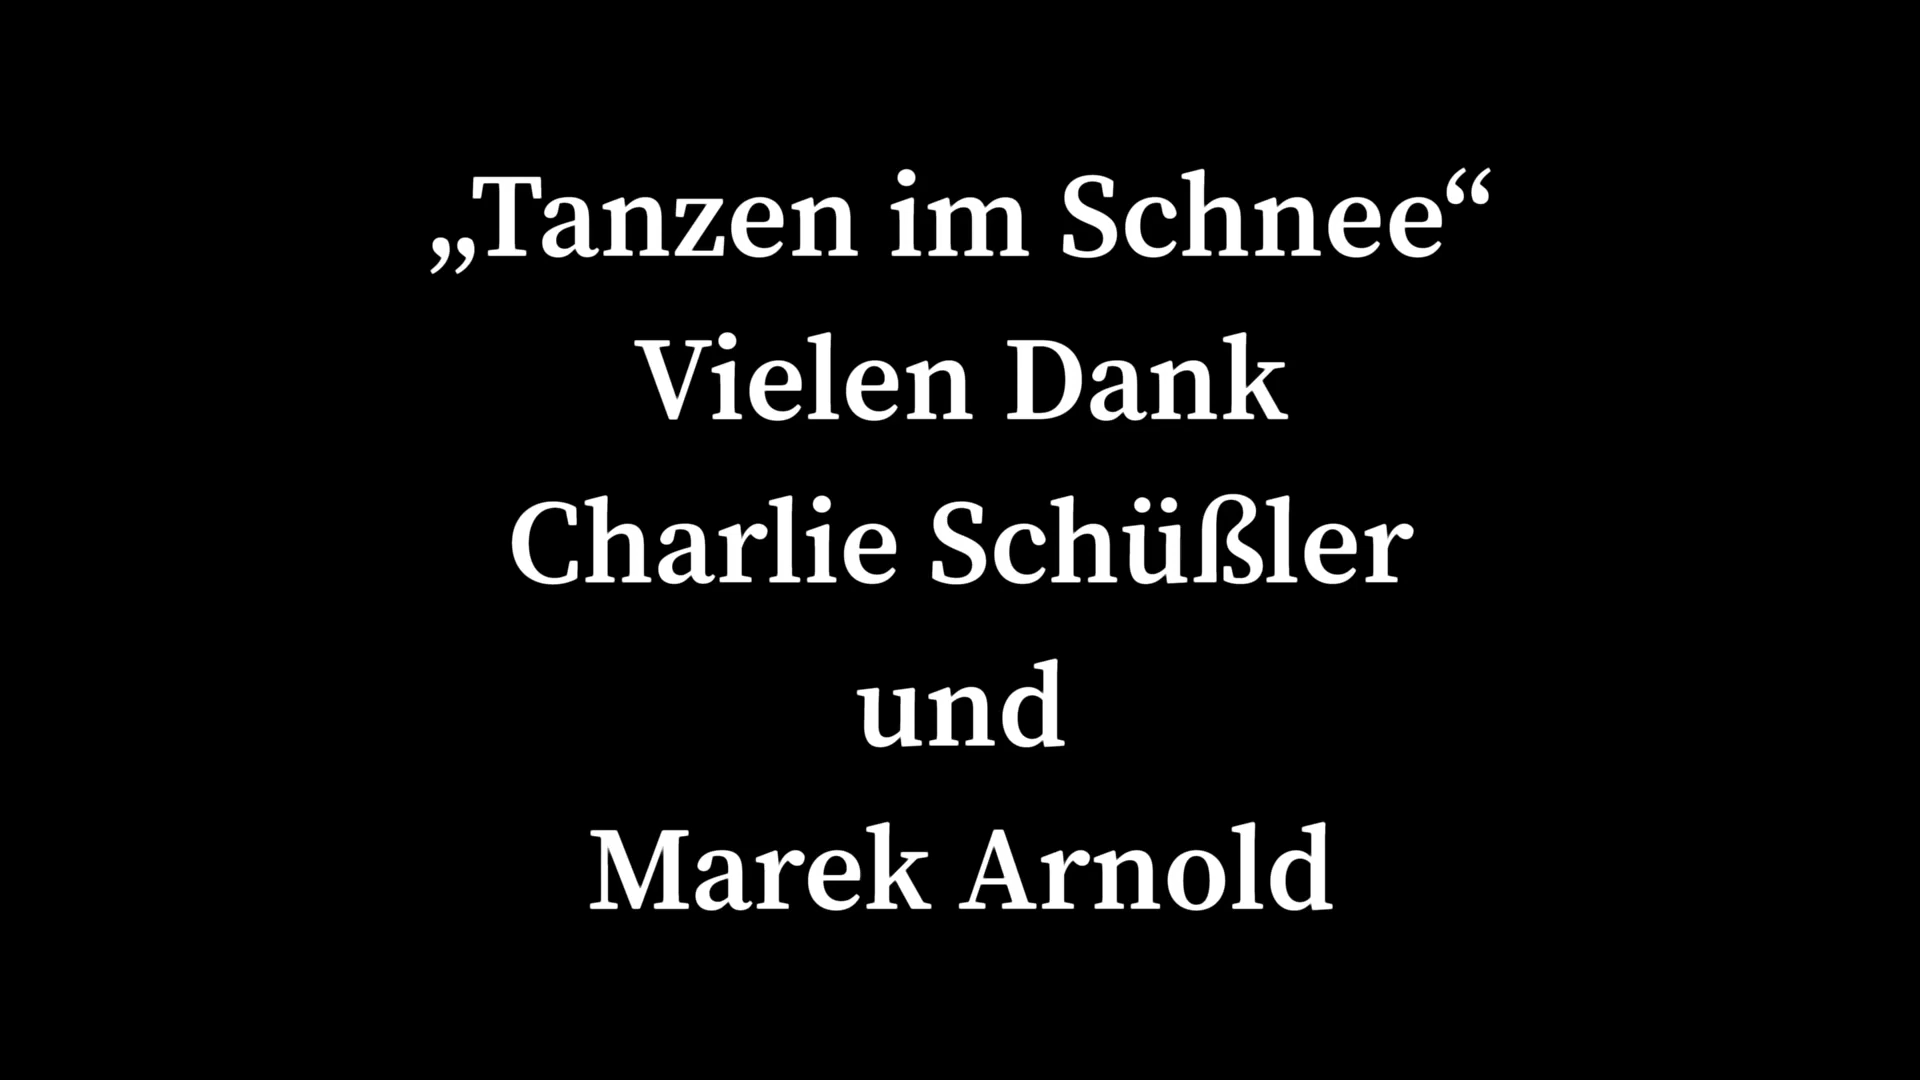 „Tanzen im Schnee“
Vielen Dank
Charlie Schüßler
und
Marek Arnold